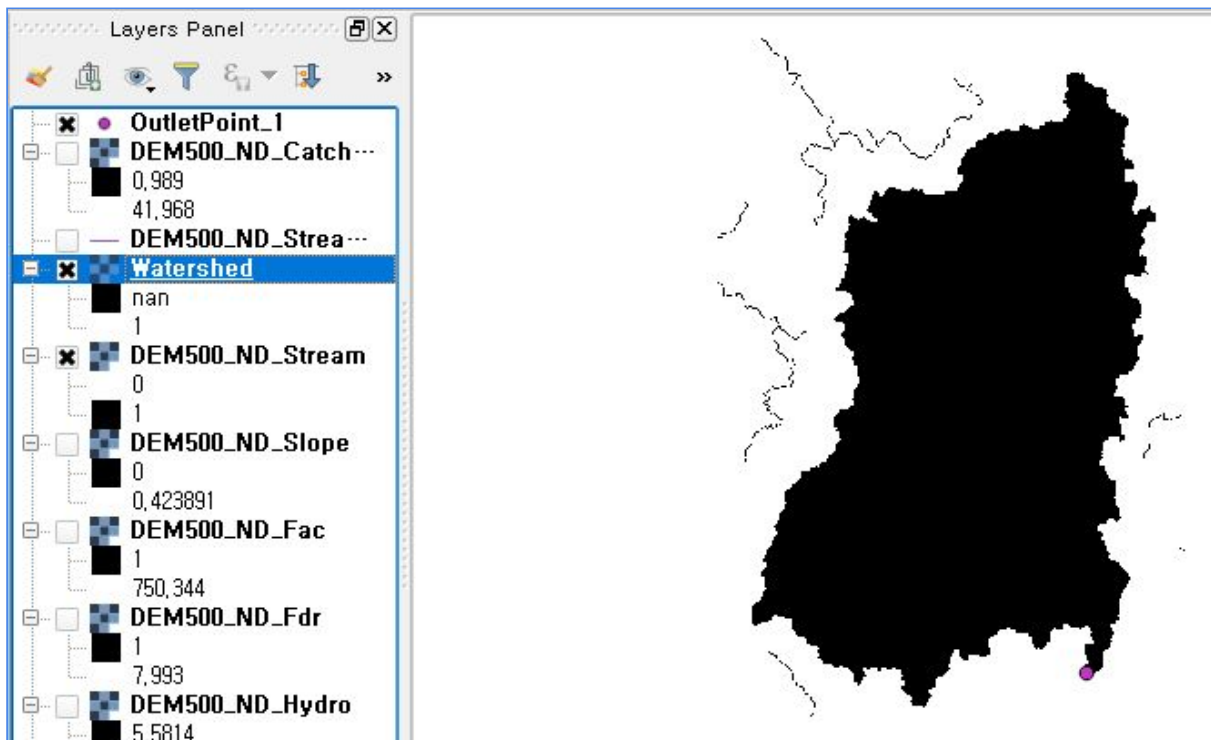 Layers Panel
»
OutletPoint_1
DEM500_ND_Catch…
0,989
41,968
DEM500_ND_Strea…
Watershed
nan
1
DEM500_ND_Stream
0
1
DEM500_ND_Slope
0
0,423891
DEM500_ND_Fac
1
750,344
DEM500_ND_Fdr
1
7,993
DEM500_ND_Hydro
5,5814